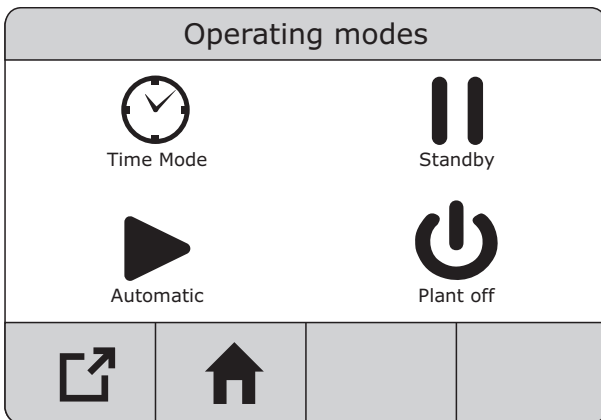 Operating modes
Time Mode
Standby
Automatic
Plant off